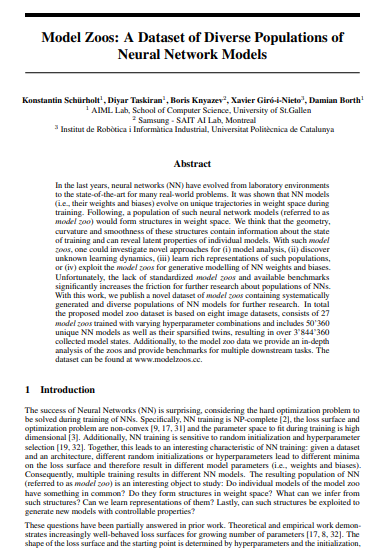 Model Zoos: A Dataset of Diverse Populations of
Neural Network Models
Konstantin Schürholt1, Diyar Taskiran1, Boris Knyazev2, Xavier Giró-i-Nieto3, Damian Borth1
1 AIML Lab, School of Computer Science, University of St.Gallen
2 Samsung - SAIT AI Lab, Montreal
3 Institut de Robòtica i Informàtica Industrial, Universitat Politècnica de Catalunya
Abstract
In the last years, neural networks (NN) have evolved from laboratory environments
to the state-of-the-art for many real-world problems. It was shown that NN models
(i.e., their weights and biases) evolve on unique trajectories in weight space during
training. Following, a population of such neural network models (referred to as
model zoo) would form structures in weight space. We think that the geometry,
curvature and smoothness of these structures contain information about the state
of training and can reveal latent properties of individual models. With such model
zoos, one could investigate novel approaches for (i) model analysis, (ii) discover
unknown learning dynamics, (iii) learn rich representations of such populations,
or (iv) exploit the model zoos for generative modelling of NN weights and biases.
Unfortunately, the lack of standardized model zoos and available benchmarks
significantly increases the friction for further research about populations of NNs.
With this work, we publish a novel dataset of model zoos containing systematically
generated and diverse populations of NN models for further research. In total
the proposed model zoo dataset is based on eight image datasets, consists of 27
model zoos trained with varying hyperparameter combinations and includes 50'360
unique NN models as well as their sparsified twins, resulting in over 3'844'360
collected model states. Additionally, to the model zoo data we provide an in-depth
analysis of the zoos and provide benchmarks for multiple downstream tasks. The
dataset can be found at www.modelzoos.cc.
1 Introduction
The success of Neural Networks (NN) is surprising, considering the hard optimization problem to
be solved during training of NNs. Specifically, NN training is NP-complete [2], the loss surface and
optimization problem are non-convex [9, 17, 31] and the parameter space to fit during training is high
dimensional [3]. Additionally, NN training is sensitive to random initialization and hyperparameter
selection [19, 32]. Together, this leads to an interesting characteristic of NN training: given a dataset
and an architecture, different random initializations or hyperparameters lead to different minima
on the loss surface and therefore result in different model parameters (i.e., weights and biases).
Consequently, multiple training results in different NN models. The resulting population of NN
(referred to as model zoo) is an interesting object to study: Do individual models of the model zoo
have something in common? Do they form structures in weight space? What can we infer from
such structures? Can we learn representations of them? Lastly, can such structures be exploited to
generate new models with controllable properties?
These questions have been partially answered in prior work. Theoretical and empirical work demon-
strates increasingly well-behaved loss surfaces for growing number of parameters [17, 8, 32]. The
shape of the loss surface and the starting point is determined by hyperparameters and the initialization,